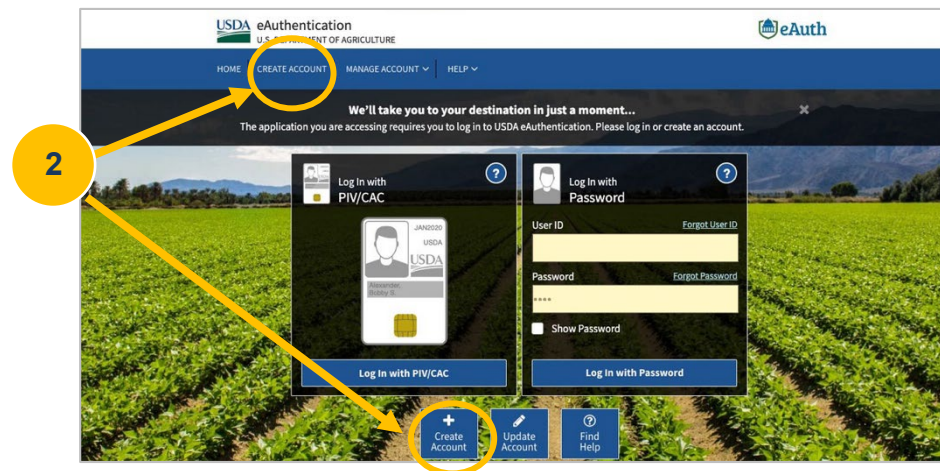 USDA eAuthentication
U.S. DEPARTMENT OF AGRICULTURE
eAuth
HOME CREATE ACCOUNT MANAGE ACCOUNT HELP
We'll take you to your destination in just a moment...
The application you are accessing requires you to log in to USDA eAuthentication. Please log in or create an account.
2
Log In with
PIV/CAC
?
JAN2020
USDA
USDA
Alexander,
Bobby S.
Log In with PIV/CAC
Log In with
Password
?
User ID Forgot User ID
Password Forgot Password
Show Password
Log In with Password
Create
Account
Update
Account
?
Find
Help